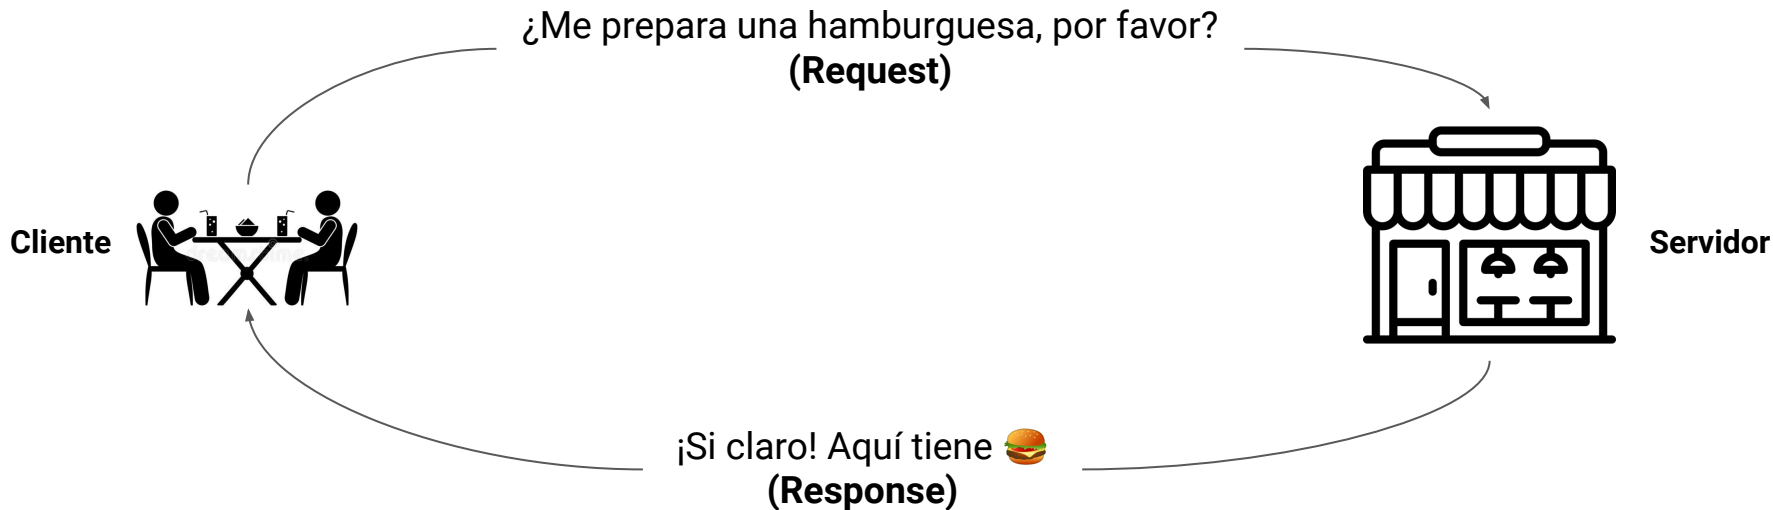 ¿Me prepara una hamburguesa, por favor?
(Request)
Cliente
Servidor
¡Si claro! Aquí tiene 🍔
(Response)